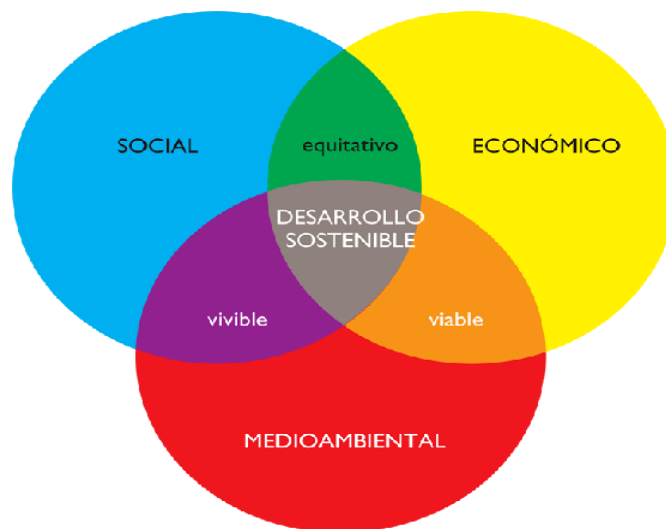 SOCIAL
equitativo
ECONÓMICO
DESARROLLO
SOSTENIBLE
vivible
viable
MEDIOAMBIENTAL